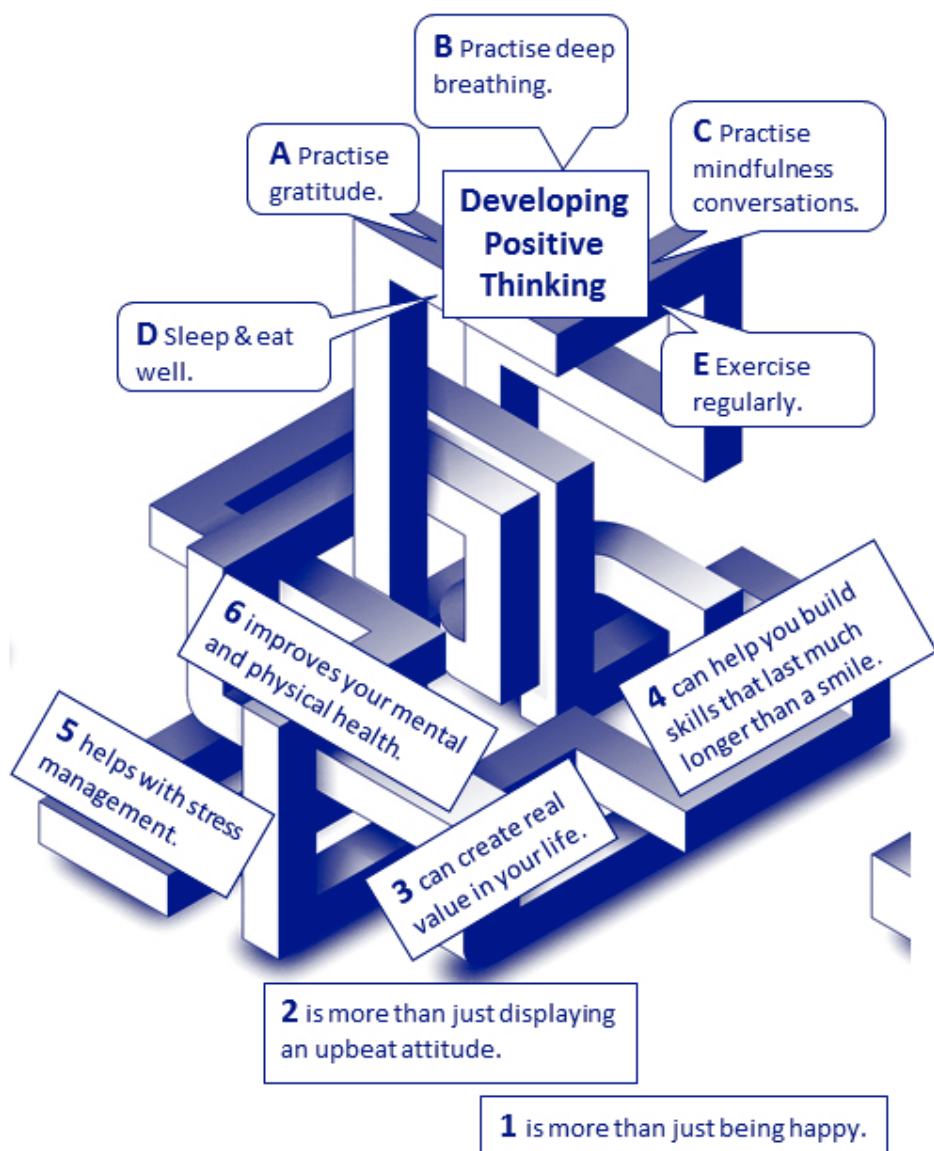 B Practise deep
breathing.
A Practise
gratitude.
C Practise
mindfulness
conversations.
Developing
Positive
Thinking
D Sleep & eat
well.
E Exercise
regularly.
6 improves your mental
and physical health.
4 can help you build
skills that last much
longer than a smile.
5 helps with stress
management.
3 can create real
value in your life.
2 is more than just displaying
an upbeat attitude.
1 is more than just being happy.